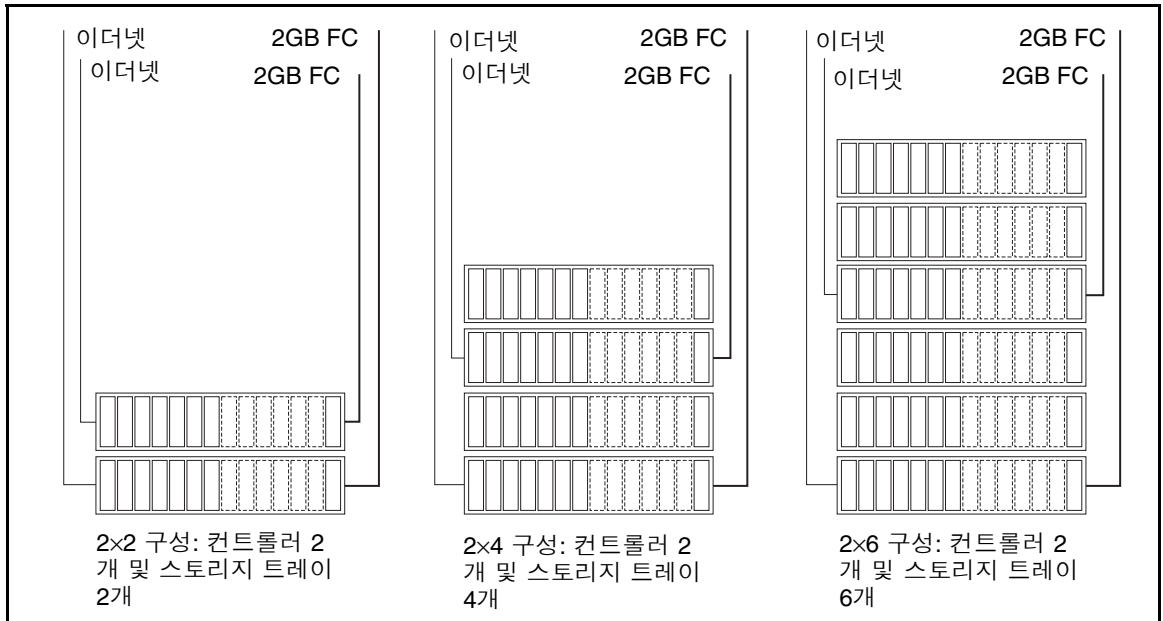 이더넷 2GB FC
이더넷 2GB FC
이더넷 2GB FC
이더넷 2GB FC
이더넷 2GB FC
이더넷 2GB FC
2×2 구성: 컨트롤러 2
개 및 스토리지 트레이
2개
2×4 구성: 컨트롤러 2
개 및 스토리지 트레이
4개
2×6 구성: 컨트롤러 2
개 및 스토리지 트레이
6개